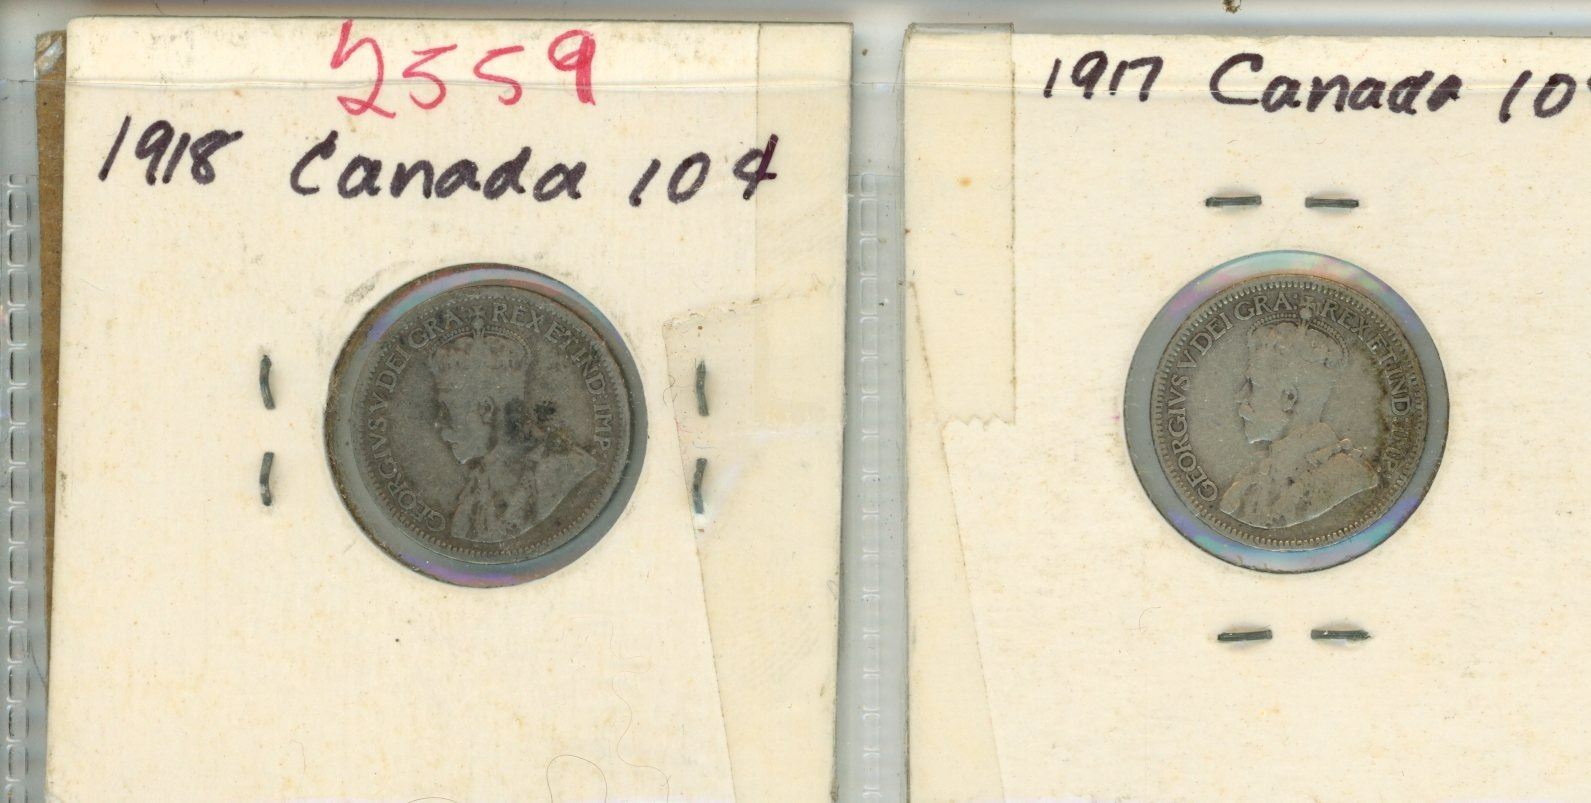 2559
1918 Canada 10¢
GEORGIVS V DEI GRA: REX ET IND: IMP:
1917 Canada 10¢
GEORGIVS V DEI GRA: REX ET IND: IMP: